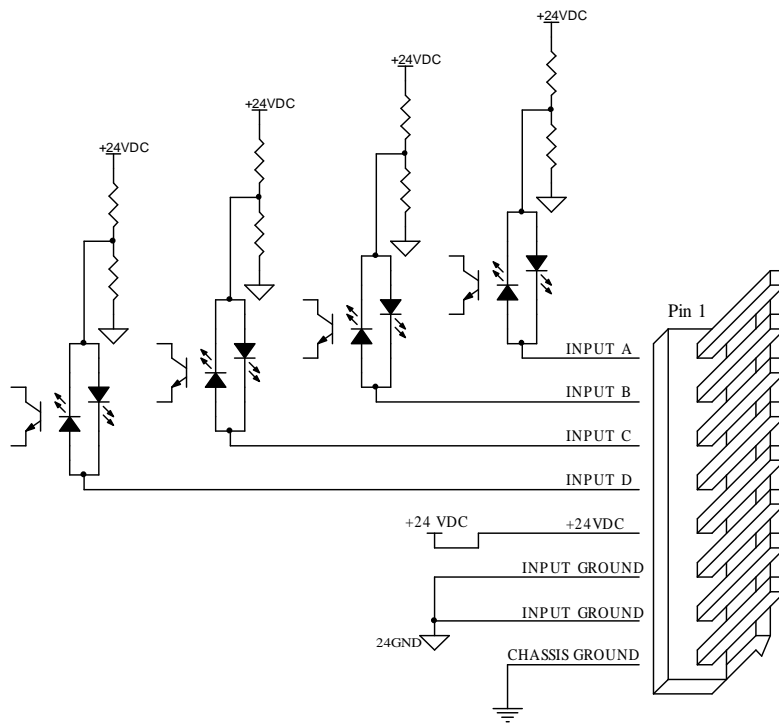 +24VDC
+24VDC
+24VDC
+24VDC
Pin 1
INPUT A
INPUT B
INPUT C
INPUT D
+24 VDC +24VDC
INPUT GROUND
INPUT GROUND
24GND
CHASSIS GROUND